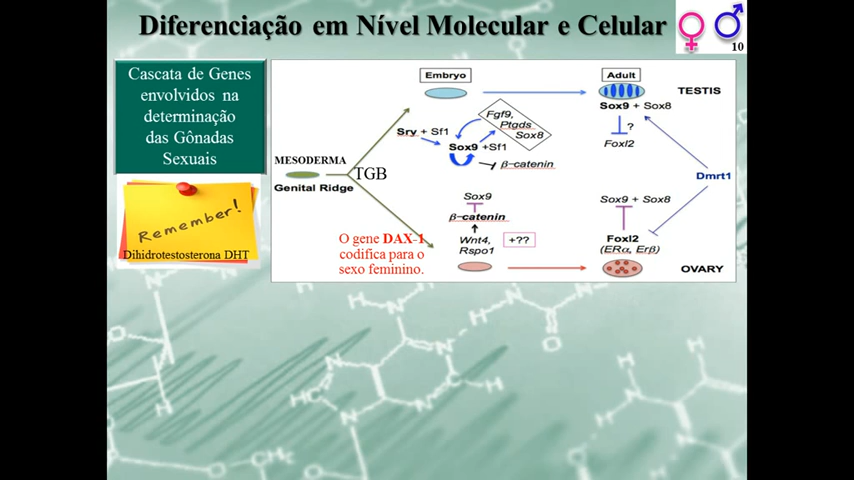 Diferenciação em Nível Molecular e Celular
10
Cascata de Genes
envolvidos na
determinação
das Gônadas
Sexuais
Remember!
Dihidrotestosterona DHT
MESODERMA
Genital Ridge
TGB
Embryo
Adult
TESTIS
Sry + Sf1
Fgf9,
Ptgds
Sox8
Sox9 +Sf1
β-catenin
Sox9 + Sox8
?
Foxl2
Dmrt1
Sox9
β-catenin
Wnt4,
Rspo1
+??
Sox9 + Sox8
Foxl2
(ERα, Erβ)
OVARY
O gene DAX-1
codifica para o
sexo feminino.